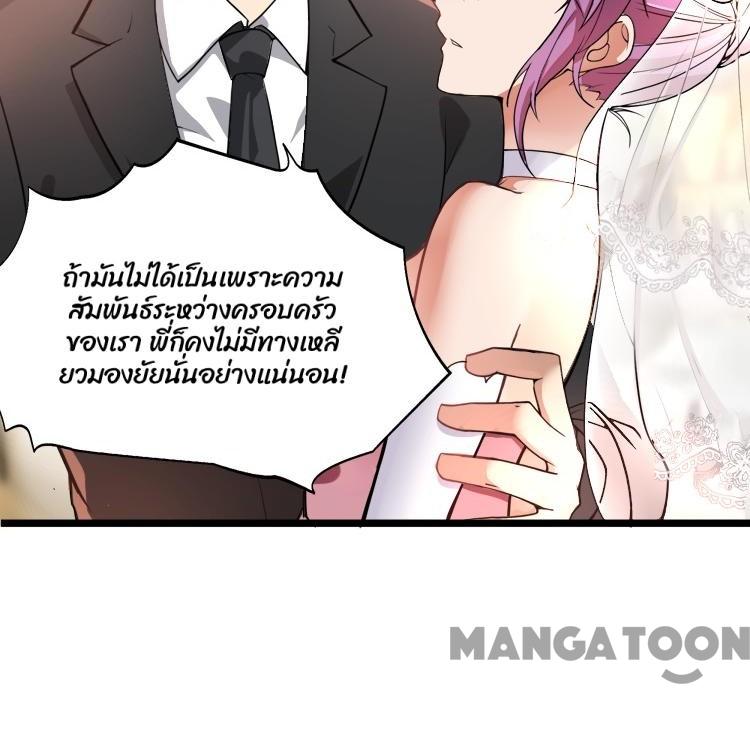 ถ้ามันไม่ได้เป็นเพราะความ
สัมพันธ์ระหว่างครอบครัว
ของเรา พี่ก็คงไม่มีทางเหลี
ยวมองยัยนั่นอย่างแน่นอน!
MANGATOON